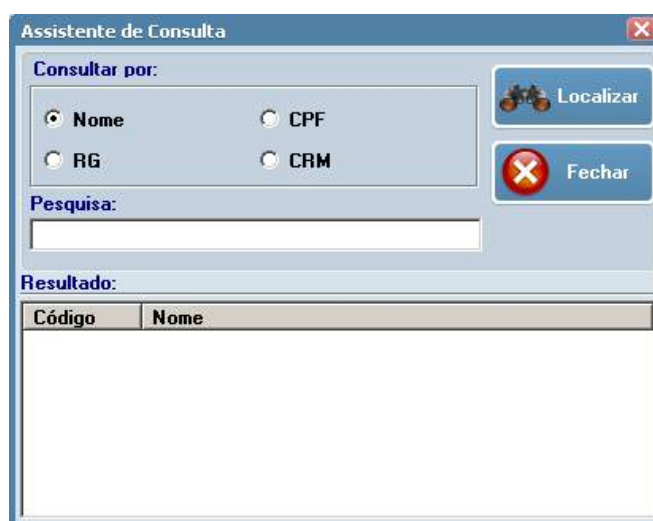 Assistente de Consulta
Consultar por:
Nome
CPF
RG
CRM
Localizar
Fechar
Pesquisa:
Resultado:
Código
Nome